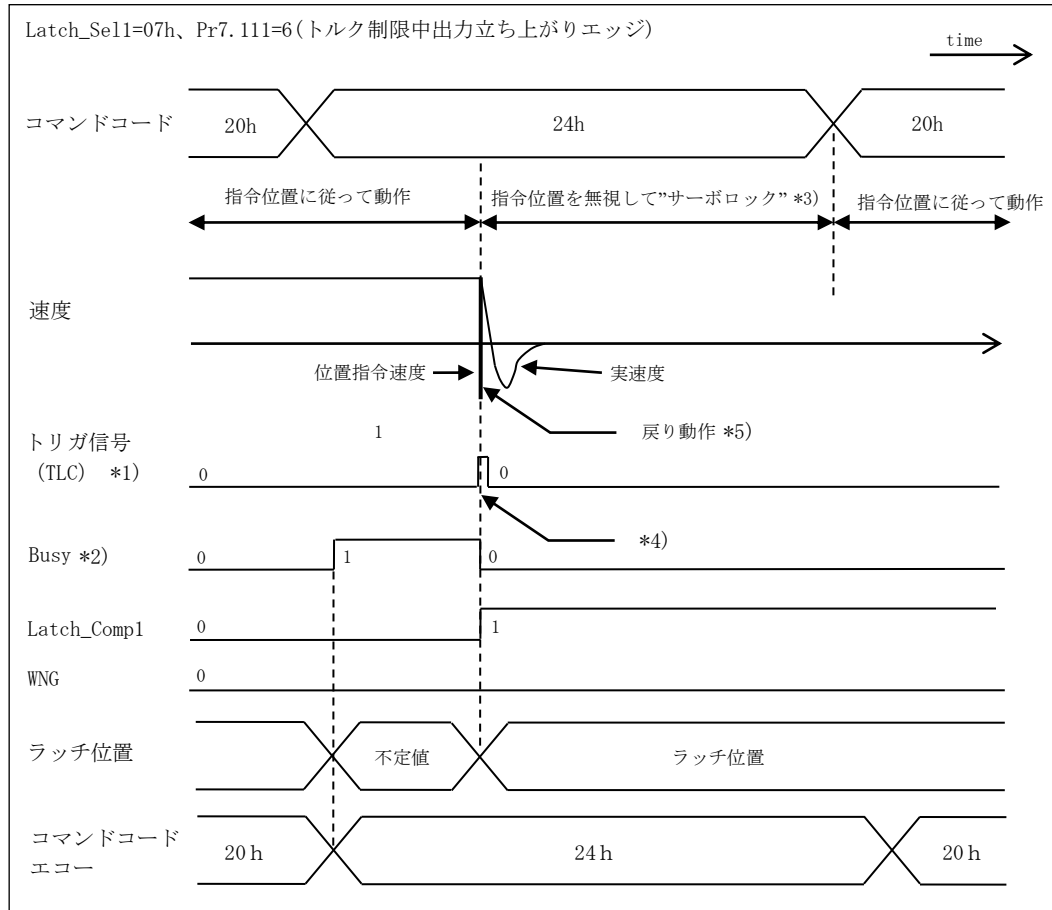 Latch_Sel1=07h、Pr7.111=6(トルク制限中出力立ち上がりエッジ)
time
コマンドコード
20h
24h
20h
指令位置に従って動作
指令位置を無視して”サーボロック” *3)
指令位置に従って動作
速度
位置指令速度
実速度
戻り動作 *5)
トリガ信号
(TLC) *1)
0
1
0
*4)
Busy *2)
0
1
0
Latch_Comp1
0
1
WNG
0
ラッチ位置
不定値
ラッチ位置
コマンドコード
エコー
20ｈ
24ｈ
20ｈ